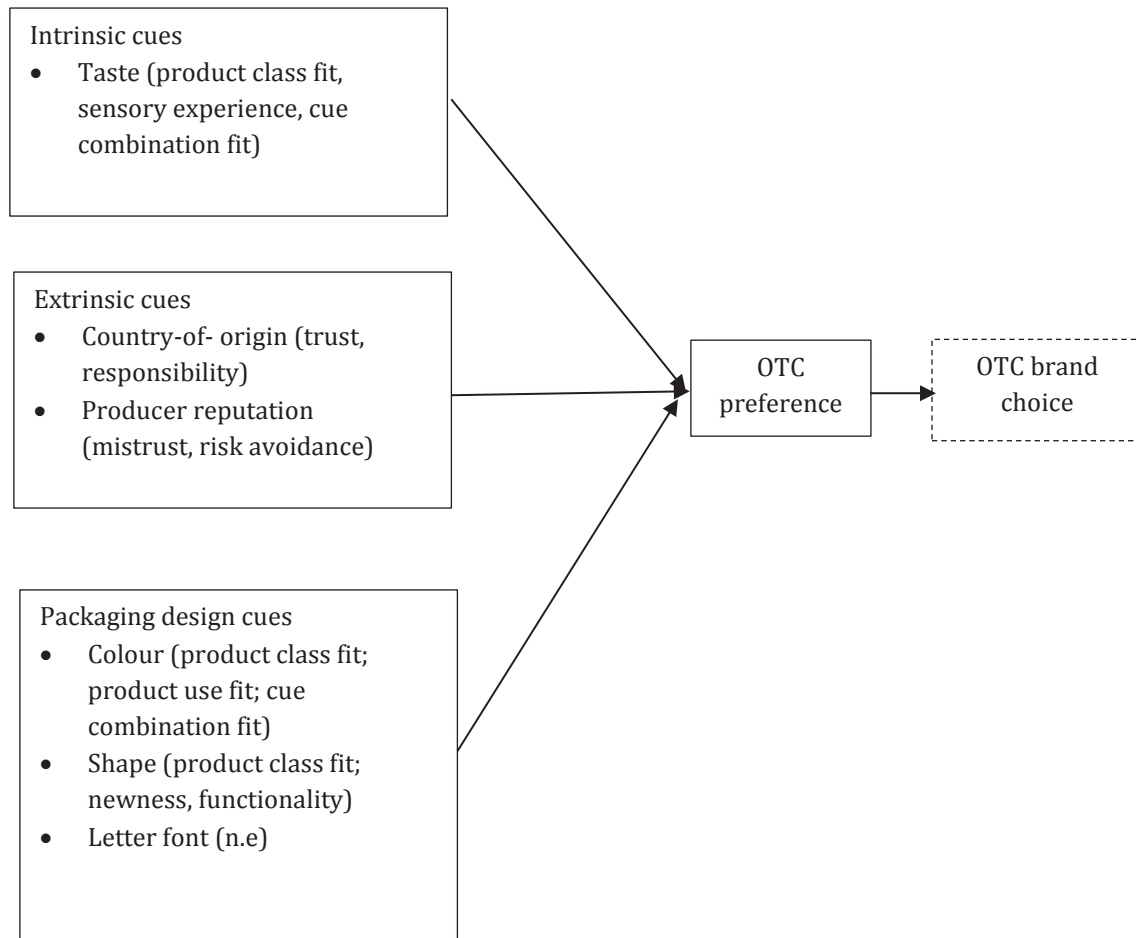 Intrinsic cues
• Taste (product class fit,
sensory experience, cue
combination fit)
Extrinsic cues
• Country-of- origin (trust,
responsibility)
• Producer reputation
(mistrust, risk avoidance)
OTC
preference
OTC brand
choice
Packaging design cues
• Colour (product class fit;
product use fit; cue
combination fit)
• Shape (product class fit;
newness, functionality)
• Letter font (n.e)